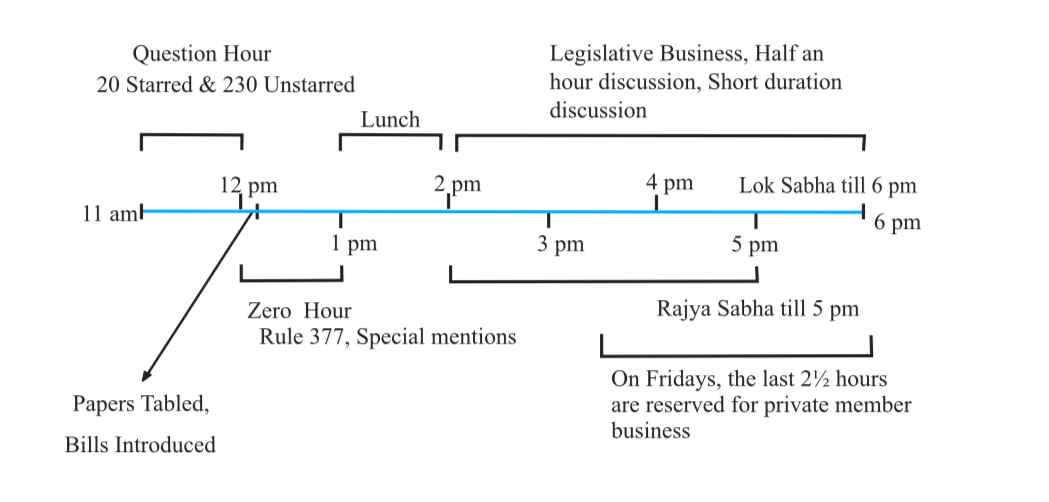 Question Hour
20 Starred & 230 Unstarred
Legislative Business, Half an
hour discussion, Short duration
discussion
Lunch
12 pm
2 pm
4 pm
Lok Sabha till 6 pm
11 am
6 pm
1 pm
3 pm
5 pm
Zero Hour
Rule 377, Special mentions
Rajya Sabha till 5 pm
On Fridays, the last 2½ hours
are reserved for private member
business
Papers Tabled,
Bills Introduced